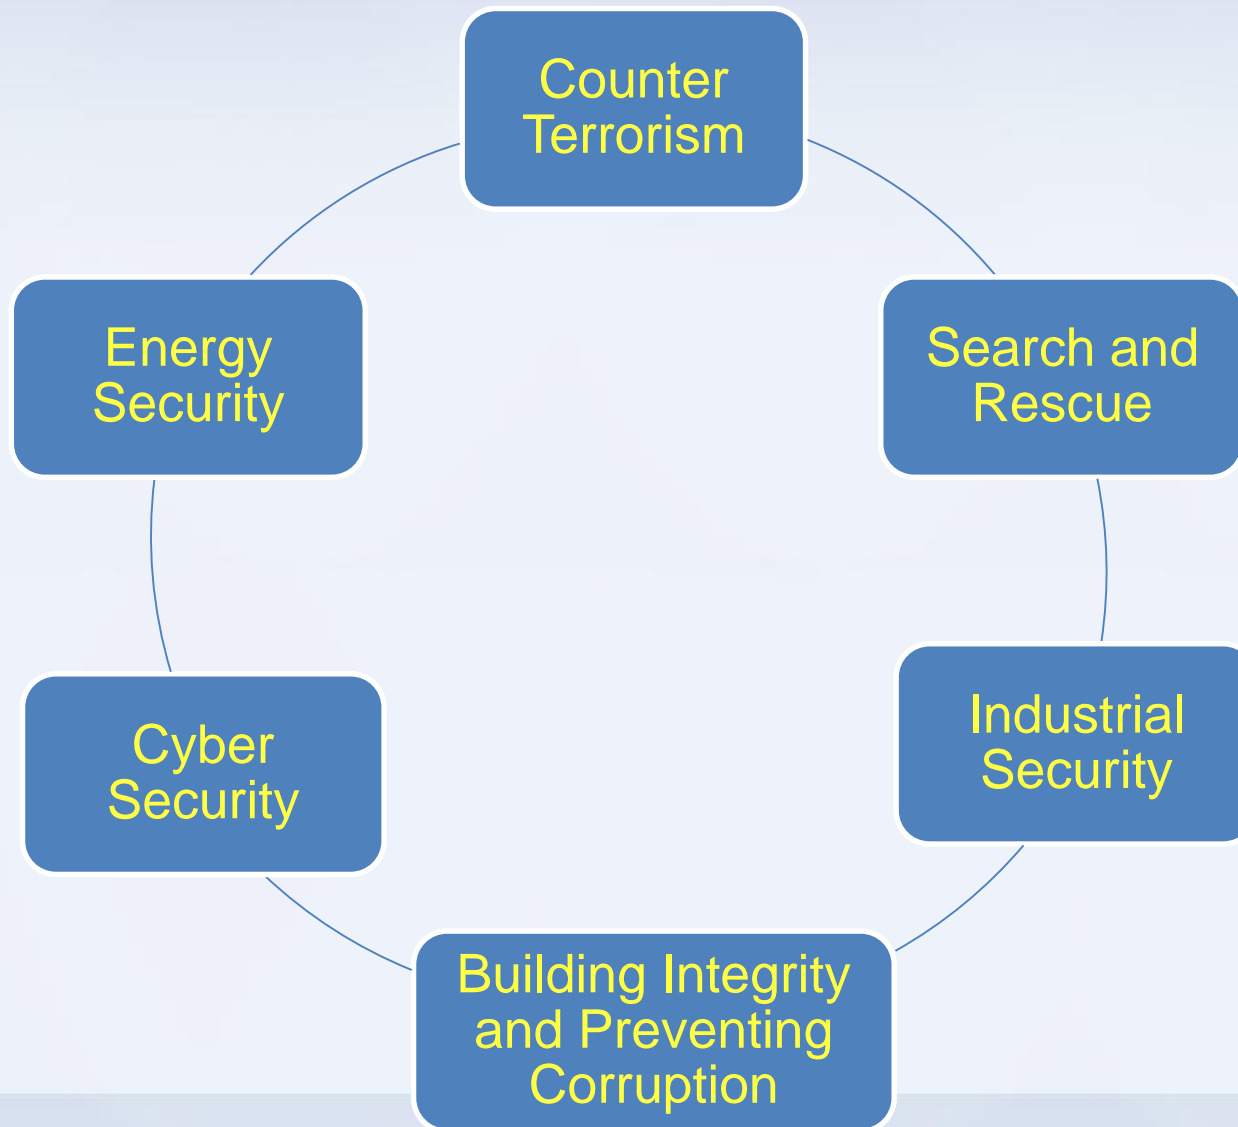 Counter
Terrorism
Energy
Security
Search and
Rescue
Industrial
Security
Cyber
Security
Building Integrity
and Preventing
Corruption